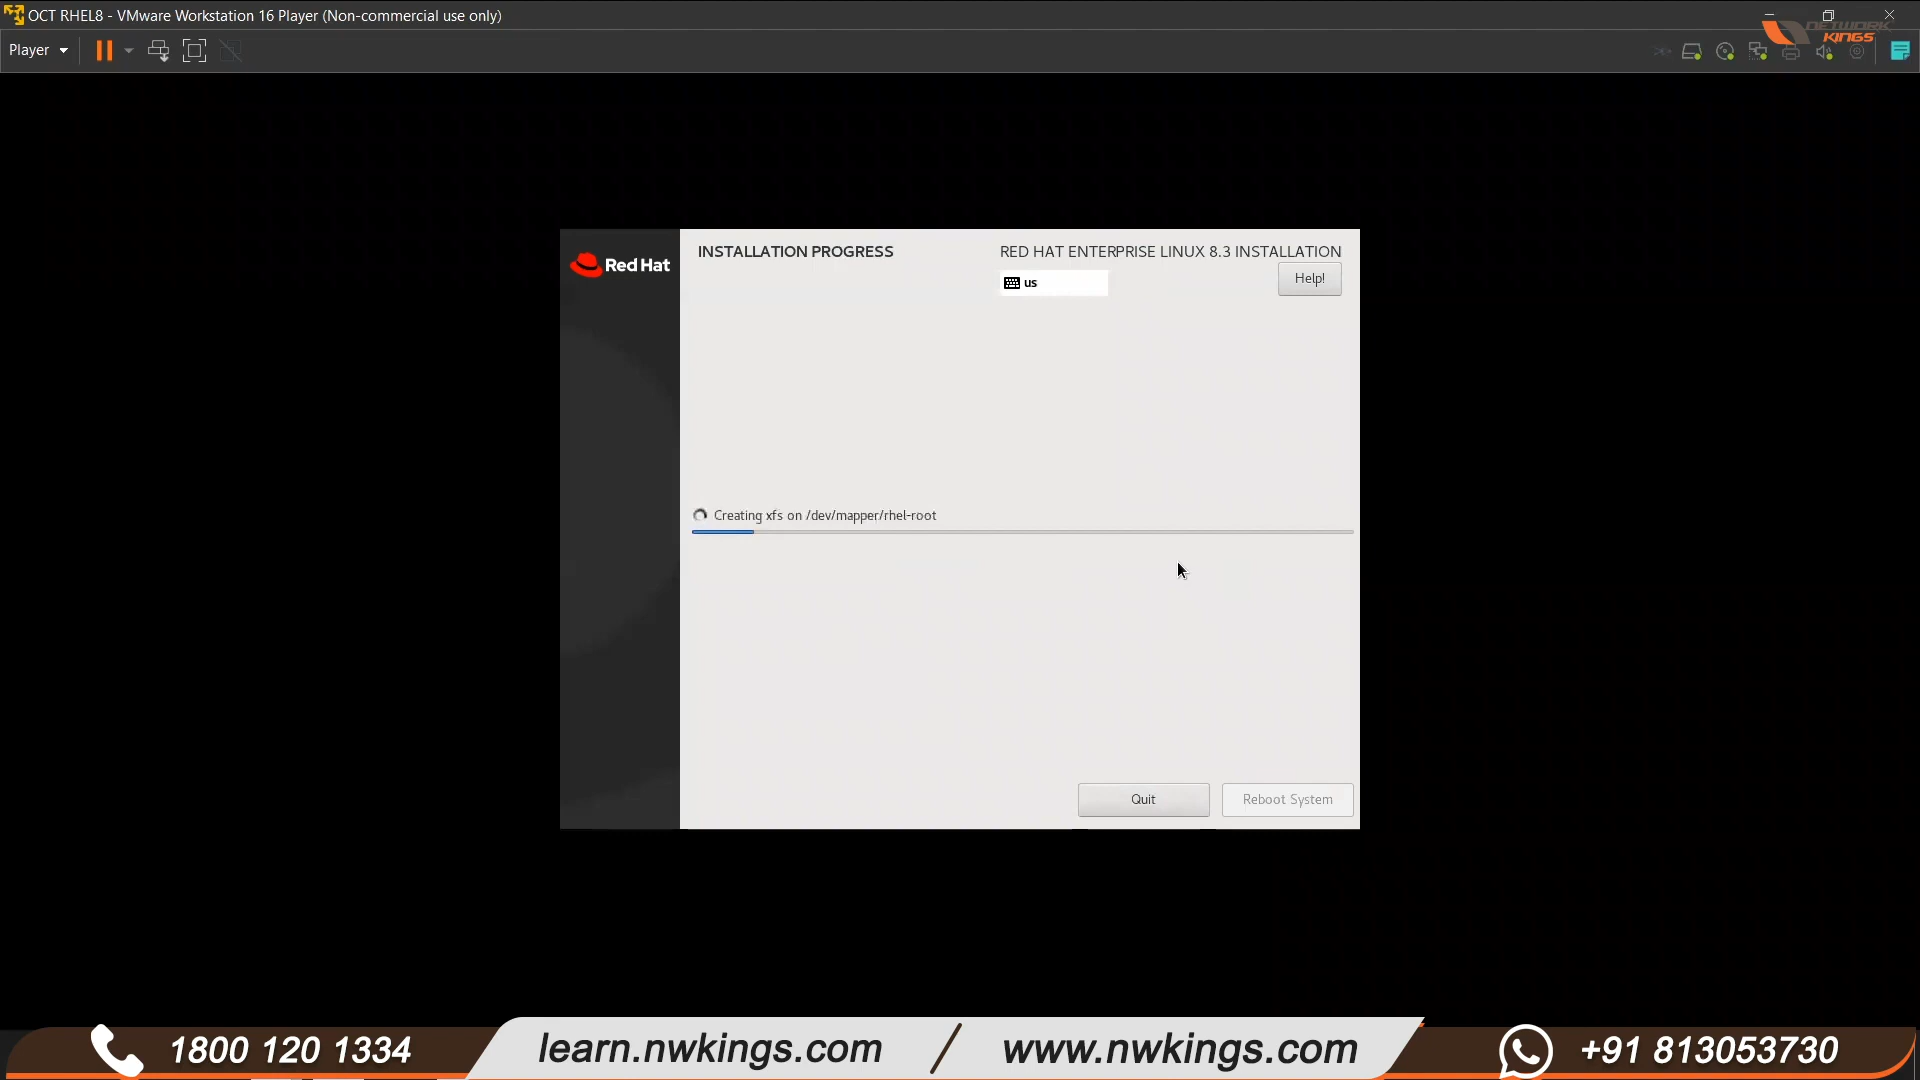 OCT RHEL8 - VMware Workstation 16 Player (Non-commercial use only)
Player
NETWORK
KINGS
Red Hat
INSTALLATION PROGRESS
RED HAT ENTERPRISE LINUX 8.3 INSTALLATION
us
Help!
Creating xfs on /dev/mapper/rhel-root
Quit
Reboot System
1800 120 1334
learn.nwkings.com / www.nwkings.com
+91 813053730